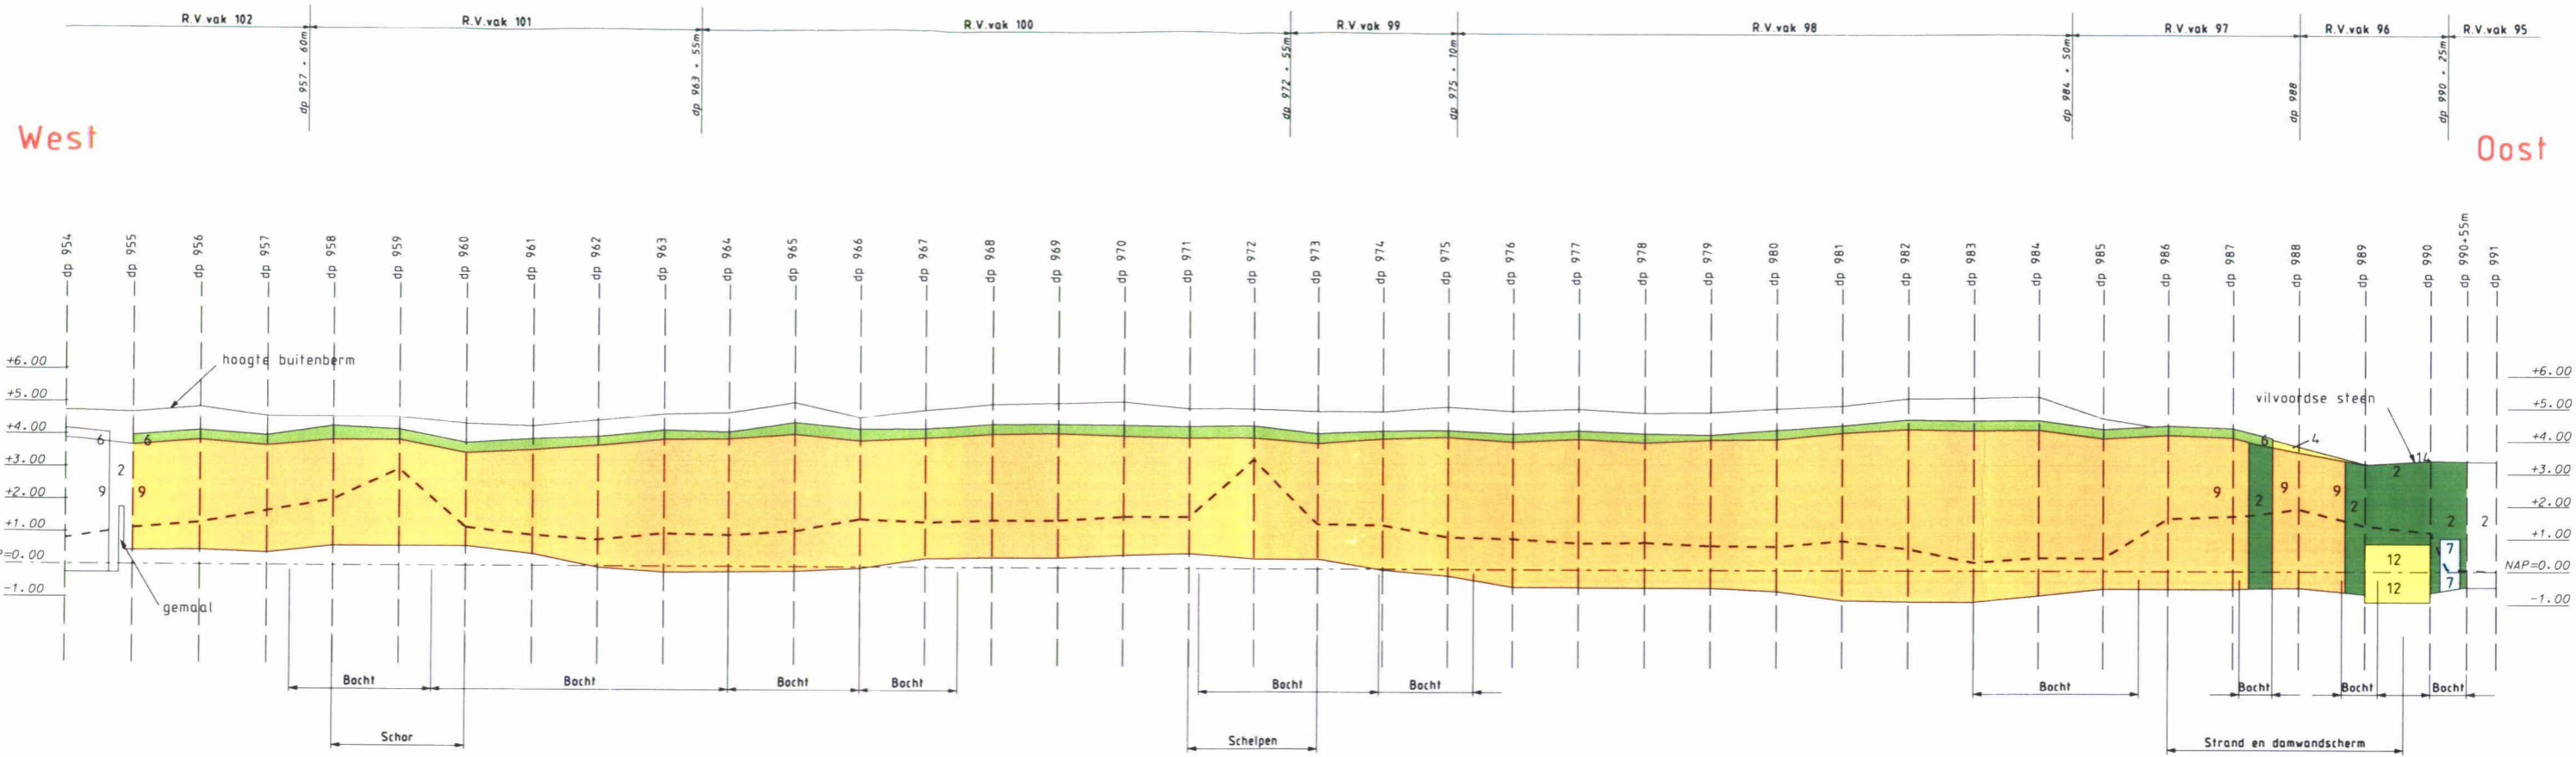 R.V.vak 102
R.V.vak 101
R.V.vak 100
R.V.vak 99
R.V.vak 98
R.V.vak 97
R.V.vak 96
R.V.vak 95
dp 957 + 60m
dp 963 + 55m
dp 972 + 55m
dp 975 + 10m
dp 984 + 50m
dp 988
dp 990 + 25m
West
Oost
dp 954
dp 955
dp 956
dp 957
dp 958
dp 959
dp 960
dp 961
dp 962
dp 963
dp 964
dp 965
dp 966
dp 967
dp 968
dp 969
dp 970
dp 971
dp 972
dp 973
dp 974
dp 975
dp 976
dp 977
dp 978
dp 979
dp 980
dp 981
dp 982
dp 983
dp 984
dp 985
dp 986
dp 987
dp 988
dp 989
dp 990
dp 990+55m
dp 991
hoogte buitenberm
vilvoordse steen
+6.00
+5.00
+4.00
+3.00
+2.00
+1.00
P=0.00
-1.00
6
6
2
9
9
gemaal
6
4
14
2
9
2
9
9
2
2
2
7
7
12
12
+6.00
+5.00
+4.00
+3.00
+2.00
+1.00
NAP=0.00
-1.00
Bocht
Bocht
Bocht
Bocht
Bocht
Bocht
Bocht
Bocht
Bocht
Bocht
Schor
Schelpen
Strand en damwandscherm